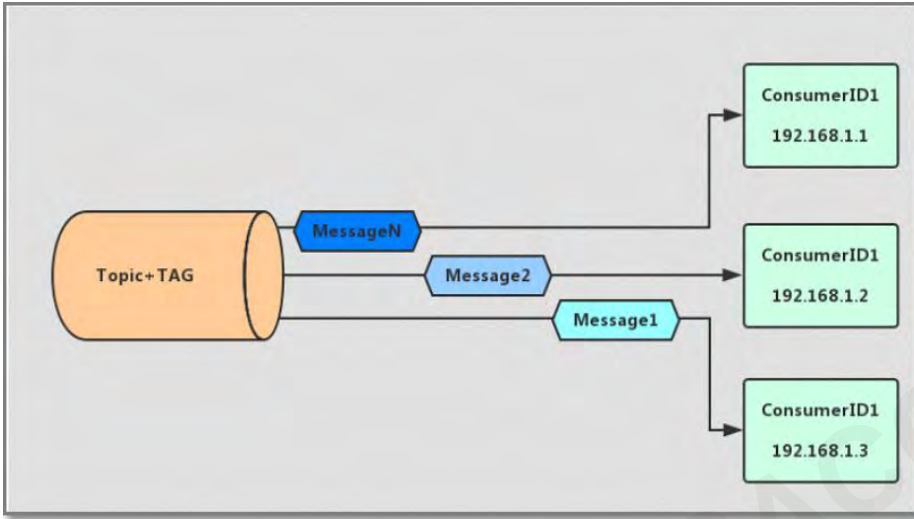 ConsumerID1
192.168.1.1
MessageN
Topic+TAG
Message2
ConsumerID1
192.168.1.2
Message1
ConsumerID1
192.168.1.3